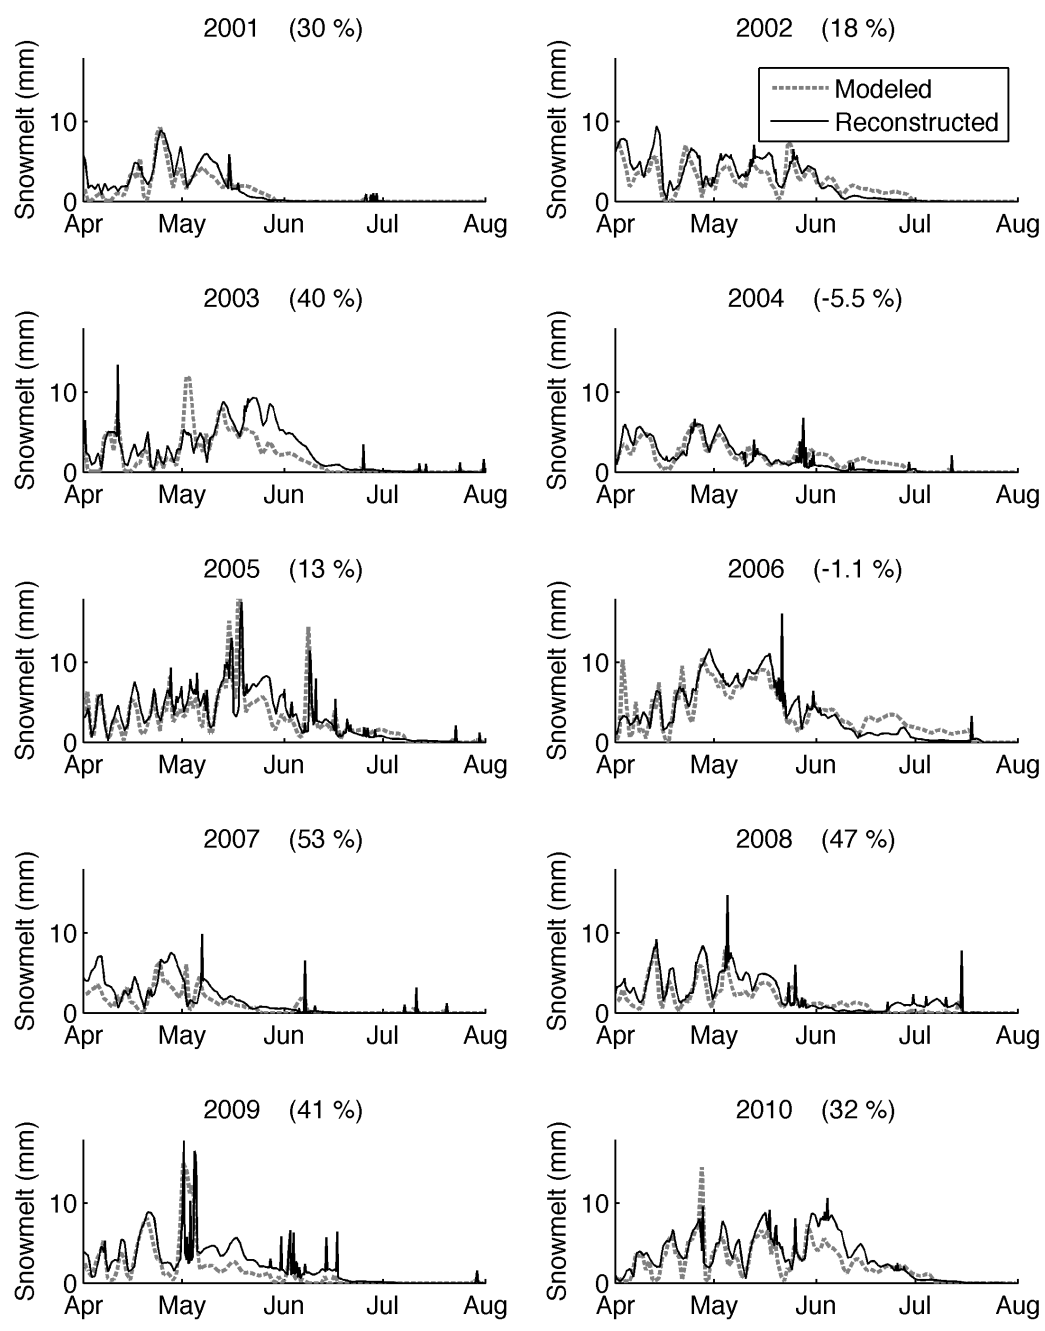 2001 (30 %)
2002 (18 %)
Snowmelt (mm)
10
0
Apr May Jun Jul Aug
Snowmelt (mm)
10
0
Apr May Jun Jul Aug
Modeled
Reconstructed
2003 (40 %)
2004 (-5.5 %)
Snowmelt (mm)
10
0
Apr May Jun Jul Aug
Snowmelt (mm)
10
0
Apr May Jun Jul Aug
2005 (13 %)
2006 (-1.1 %)
Snowmelt (mm)
10
0
Apr May Jun Jul Aug
Snowmelt (mm)
10
0
Apr May Jun Jul Aug
2007 (53 %)
2008 (47 %)
Snowmelt (mm)
10
0
Apr May Jun Jul Aug
Snowmelt (mm)
10
0
Apr May Jun Jul Aug
2009 (41 %)
2010 (32 %)
Snowmelt (mm)
10
0
Apr May Jun Jul Aug
Snowmelt (mm)
10
0
Apr May Jun Jul Aug